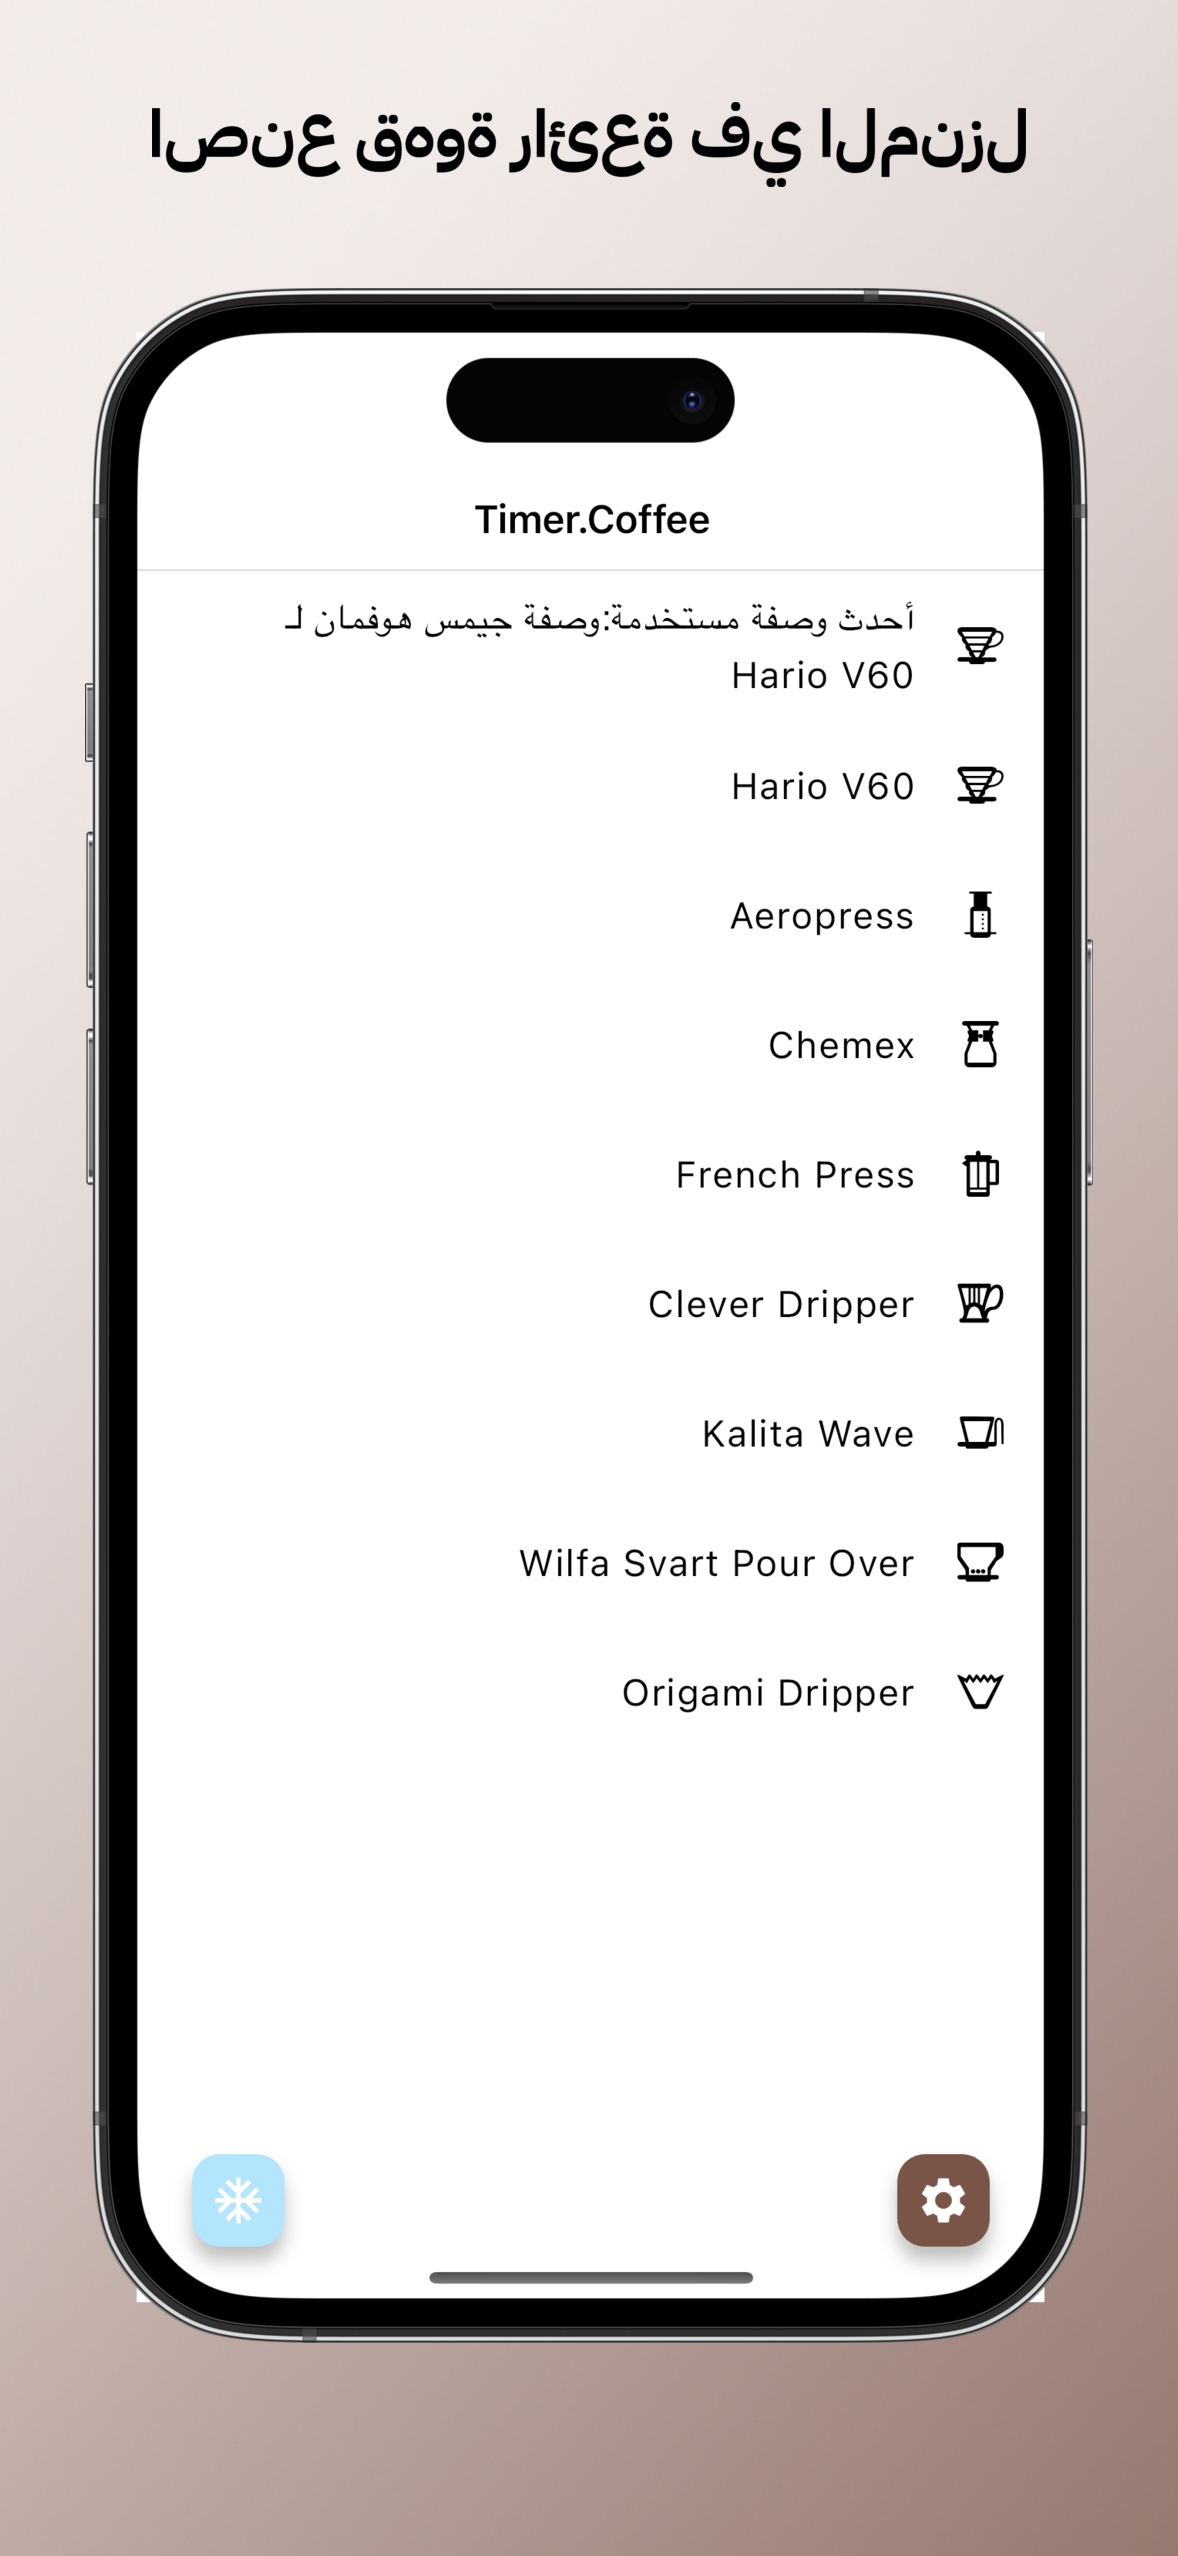 اصنع قهوة رائعة في المنزل
Timer.Coffee
أحدث وصفة مستخدمة:وصفة جيمس هوفمان لـ
Hario V60
Hario V60
Aeropress
Chemex
French Press
Clever Dripper
Kalita Wave
Wilfa Svart Pour Over
Origami Dripper